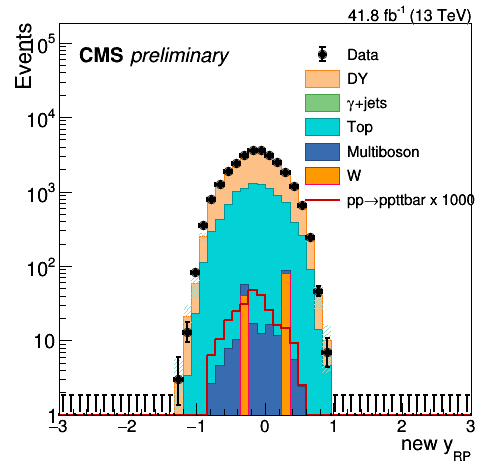 41.8 fb⁻¹ (13 TeV)
Events
CMS preliminary
Data
DY
γ+jets
Top
Multiboson
W
pp→ppttbar x 1000
10⁵
10⁴
10³
10²
10
1
−3 −2 −1 0 1 2 3
new y_RP